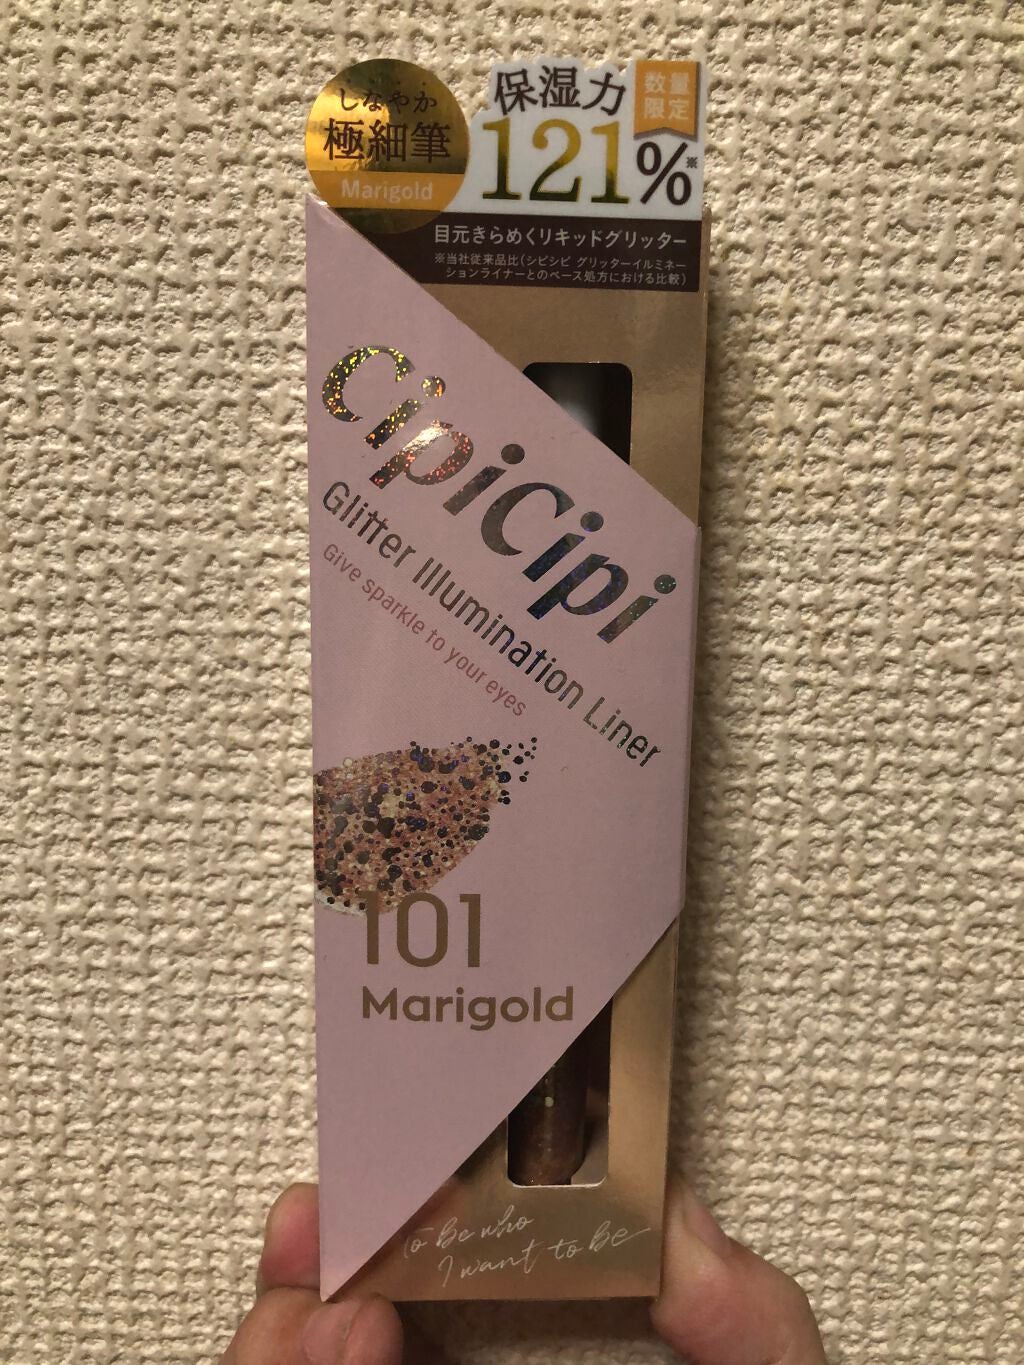 しなやか
極細筆
Marigold
保湿力
121%※
数量
限定
目元きらめくリキッドグリッター
※当社従来品比(シピシピ グリッターイルミネー
ションライナーとのベース処方における比較)
CipiCipi
Glitter Illumination Liner
Give sparkle to your eyes
101
Marigold
To Be who
I want to Be